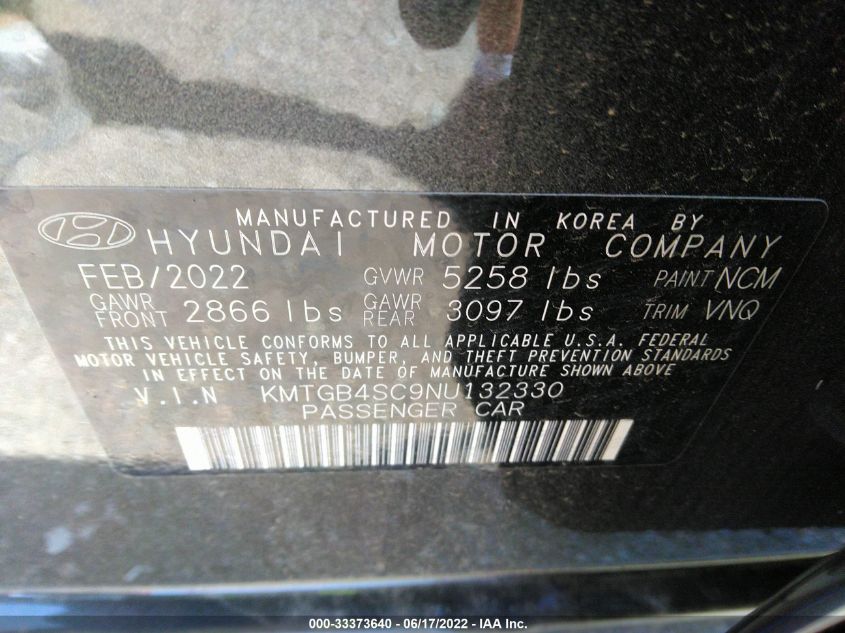 MANUFACTURED IN KOREA BY
HYUNDAI MOTOR COMPANY
FEB/2022 GVWR 5258 lbs PAINT NCM
GAWR FRONT 2866 lbs GAWR REAR 3097 lbs TRIM VNQ
THIS VEHICLE CONFORMS TO ALL APPLICABLE U.S.A. FEDERAL
MOTOR VEHICLE SAFETY, BUMPER, AND THEFT PREVENTION STANDARDS
IN EFFECT ON THE DATE OF MANUFACTURE SHOWN ABOVE
V.I.N KMTGB4SC9NU132330
PASSENGER CAR
000-33373640 - 06/17/2022 - IAA Inc.